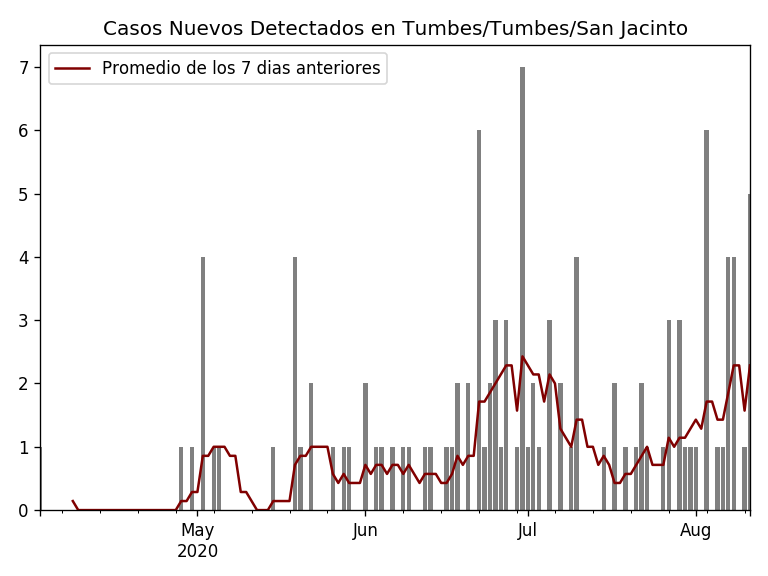 Casos Nuevos Detectados en Tumbes/Tumbes/San Jacinto
Promedio de los 7 dias anteriores
7
6
5
4
3
2
1
0
May
2020
Jun
Jul
Aug